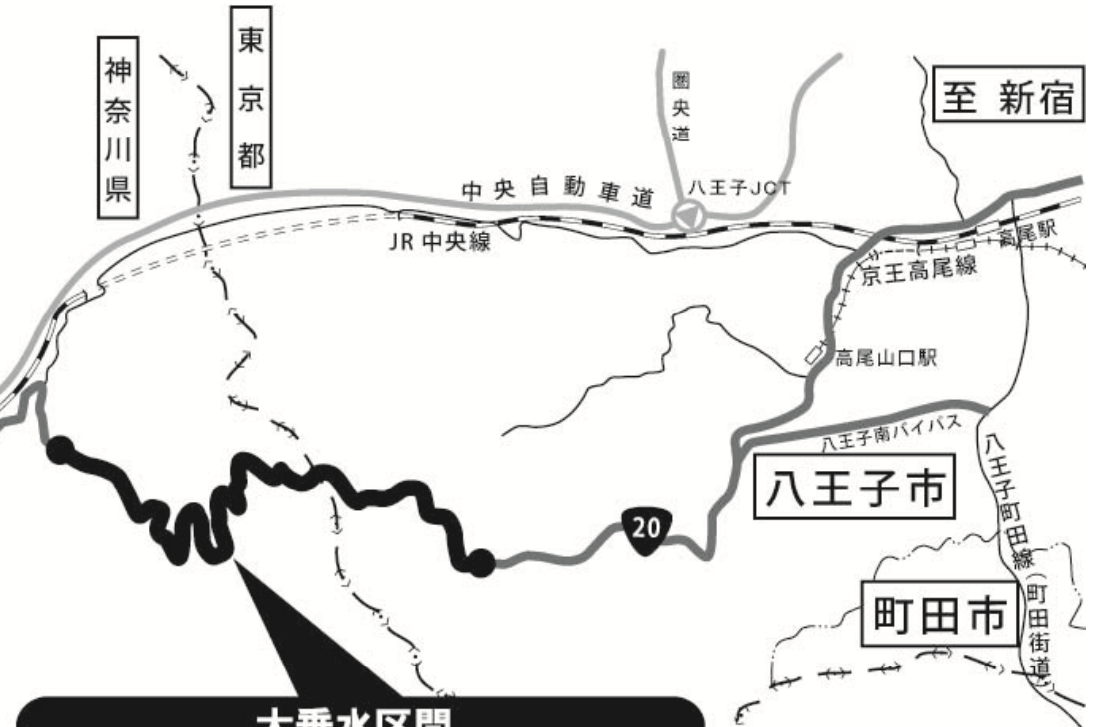 東京都
神奈川県
圏央道
至 新宿
中央自動車道
八王子JCT
JR 中央線
高尾駅
京王高尾線
高尾山口駅
八王子南バイパス
八王子市
八王子町田線(町田街道)
20
町田市
大垂水区間